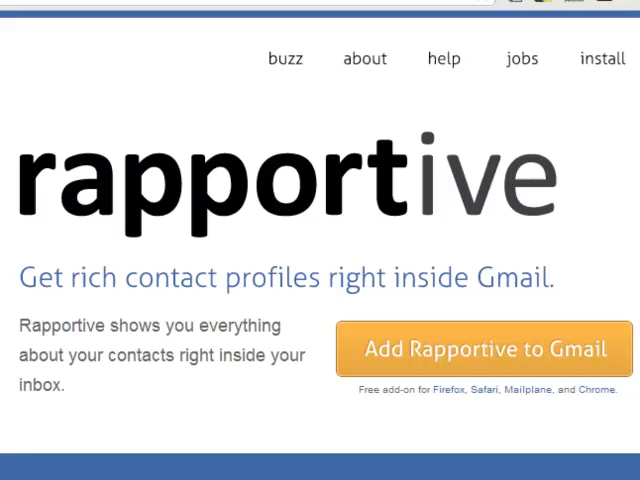 buzz about help jobs install
rapportive
Get rich contact profiles right inside Gmail.
Rapportive shows you everything
about your contacts right inside your
inbox.
Add Rapportive to Gmail
Free add-on for Firefox, Safari, Mailplane, and Chrome.